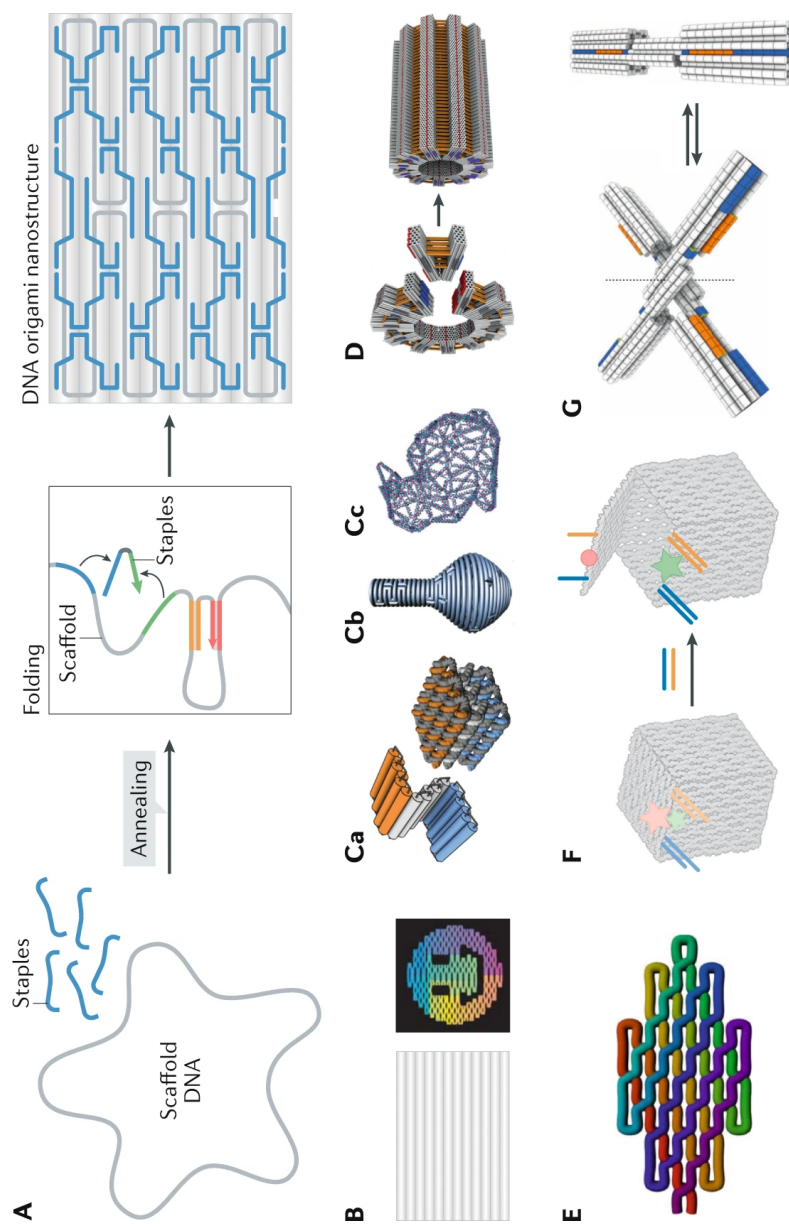 A
Staples
Scaffold
DNA
Annealing
Folding
Scaffold
Staples
DNA origami nanostructure
B
Ca
Cb
Cc
D
E
F
G